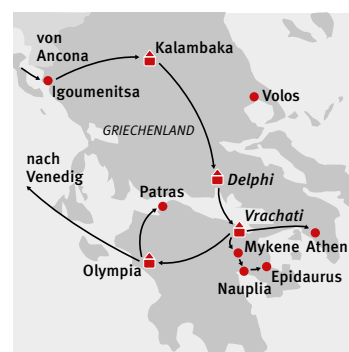 von
Ancona
Kalambaka
Igoumenitsa
Volos
GRIECHENLAND
nach
Venedig
Delphi
Patras
Vrachati
Mykene Athen
Olympia
Epidaurus
Nauplia